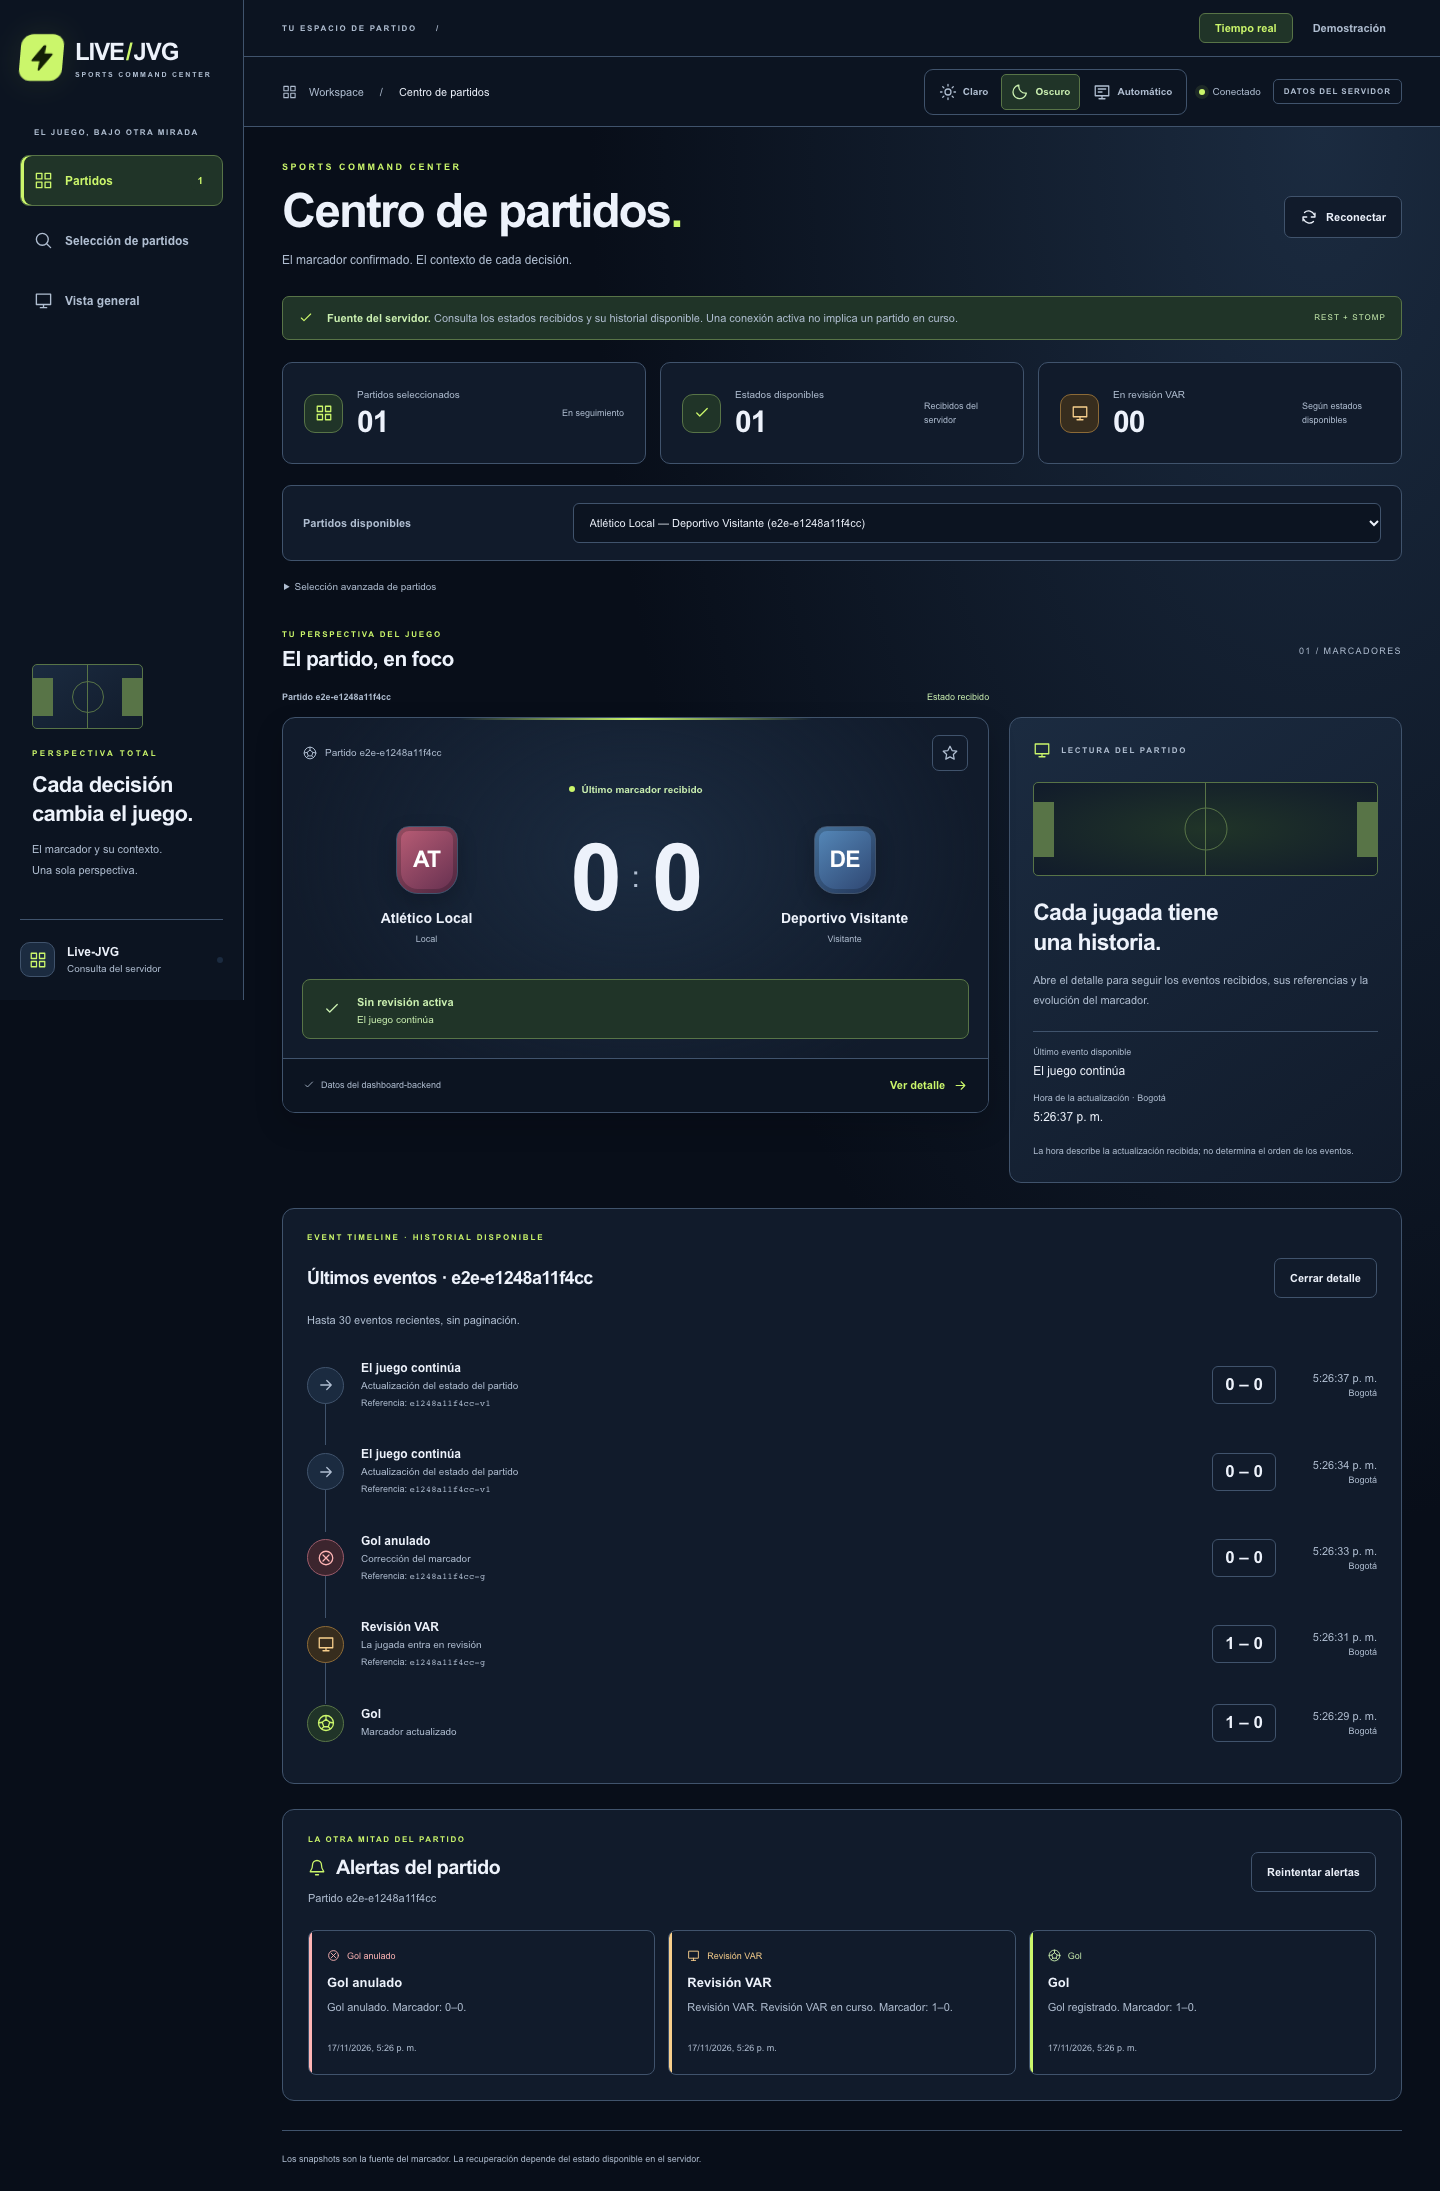 LIVE/JVG
SPORTS COMMAND CENTER
EL JUEGO, BAJO OTRA MIRADA
Partidos 1
Selección de partidos
Vista general
PERSPECTIVA TOTAL
Cada decisión
cambia el juego.
El marcador y su contexto.
Una sola perspectiva.
Live-JVG
Consulta del servidor
TU ESPACIO DE PARTIDO /
Tiempo real
Demostración
Workspace / Centro de partidos
Claro
Oscuro
Automático
Conectado
DATOS DEL SERVIDOR
SPORTS COMMAND CENTER
Centro de partidos.
El marcador confirmado. El contexto de cada decisión.
Reconectar
Fuente del servidor. Consulta los estados recibidos y su historial disponible. Una conexión activa no implica un partido en curso.
REST + STOMP
Partidos seleccionados
01
En seguimiento
Estados disponibles
01
Recibidos del
servidor
En revisión VAR
00
Según estados
disponibles
Partidos disponibles
Atlético Local — Deportivo Visitante (e2e-e1248a11f4cc)
Selección avanzada de partidos
TU PERSPECTIVA DEL JUEGO
El partido, en foco
01 / MARCADORES
Partido e2e-e1248a11f4cc
Estado recibido
Partido e2e-e1248a11f4cc
Último marcador recibido
AT
0 : 0
DE
Atlético Local
Local
Deportivo Visitante
Visitante
Sin revisión activa
El juego continúa
Datos del dashboard-backend
Ver detalle
LECTURA DEL PARTIDO
Cada jugada tiene
una historia.
Abre el detalle para seguir los eventos recibidos, sus referencias y la
evolución del marcador.
Último evento disponible
El juego continúa
Hora de la actualización · Bogotá
5:26:37 p. m.
La hora describe la actualización recibida; no determina el orden de los eventos.
EVENT TIMELINE · HISTORIAL DISPONIBLE
Últimos eventos · e2e-e1248a11f4cc
Cerrar detalle
Hasta 30 eventos recientes, sin paginación.
El juego continúa
Actualización del estado del partido
Referencia: e1248a11f4cc-v1
0 – 0
5:26:37 p. m.
Bogotá
El juego continúa
Actualización del estado del partido
Referencia: e1248a11f4cc-v1
0 – 0
5:26:34 p. m.
Bogotá
Gol anulado
Corrección del marcador
Referencia: e1248a11f4cc-g
0 – 0
5:26:33 p. m.
Bogotá
Revisión VAR
La jugada entra en revisión
Referencia: e1248a11f4cc-g
1 – 0
5:26:31 p. m.
Bogotá
Gol
Marcador actualizado
1 – 0
5:26:29 p. m.
Bogotá
LA OTRA MITAD DEL PARTIDO
Alertas del partido
Partido e2e-e1248a11f4cc
Reintentar alertas
Gol anulado
Gol anulado
Gol anulado. Marcador: 0–0.
17/11/2026, 5:26 p. m.
Revisión VAR
Revisión VAR
Revisión VAR. Revisión VAR en curso. Marcador: 1–0.
17/11/2026, 5:26 p. m.
Gol
Gol
Gol registrado. Marcador: 1–0.
17/11/2026, 5:26 p. m.
Los snapshots son la fuente del marcador. La recuperación depende del estado disponible en el servidor.